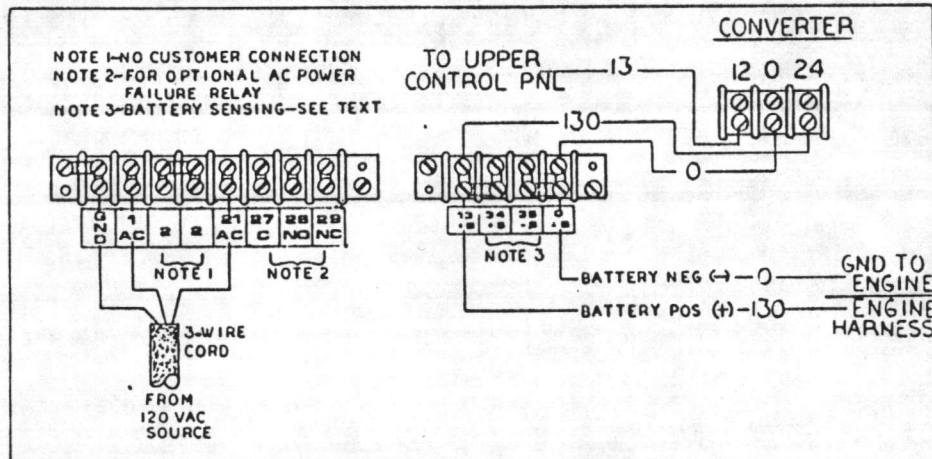 NOTE 1-NO CUSTOMER CONNECTION
NOTE 2-FOR OPTIONAL AC POWER
FAILURE RELAY
NOTE 3-BATTERY SENSING-SEE TEXT
TO UPPER
CONTROL PNL
13
CONVERTER
12 0 24
130
0
GND
1
AC
2
2
21
AC
27
C
28
NO
29
NC
NOTE 1
NOTE 2
13
+B
34
+B
0
-B
NOTE 3
BATTERY NEG (-) - 0
GND TO
ENGINE
BATTERY POS (+) -130
ENGINE
HARNESS
3-WIRE
CORD
FROM
120 VAC
SOURCE